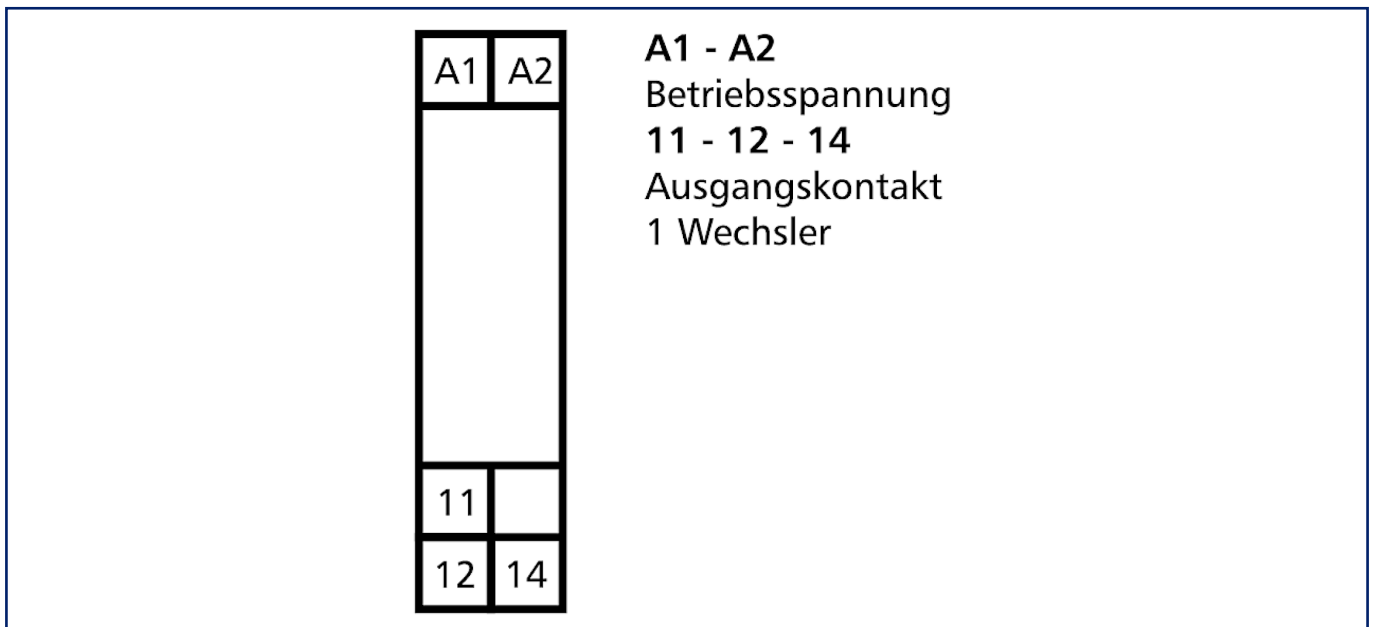 A1 A2
A1 - A2
Betriebsspannung
11 - 12 - 14
Ausgangskontakt
1 Wechsler
11
12 14